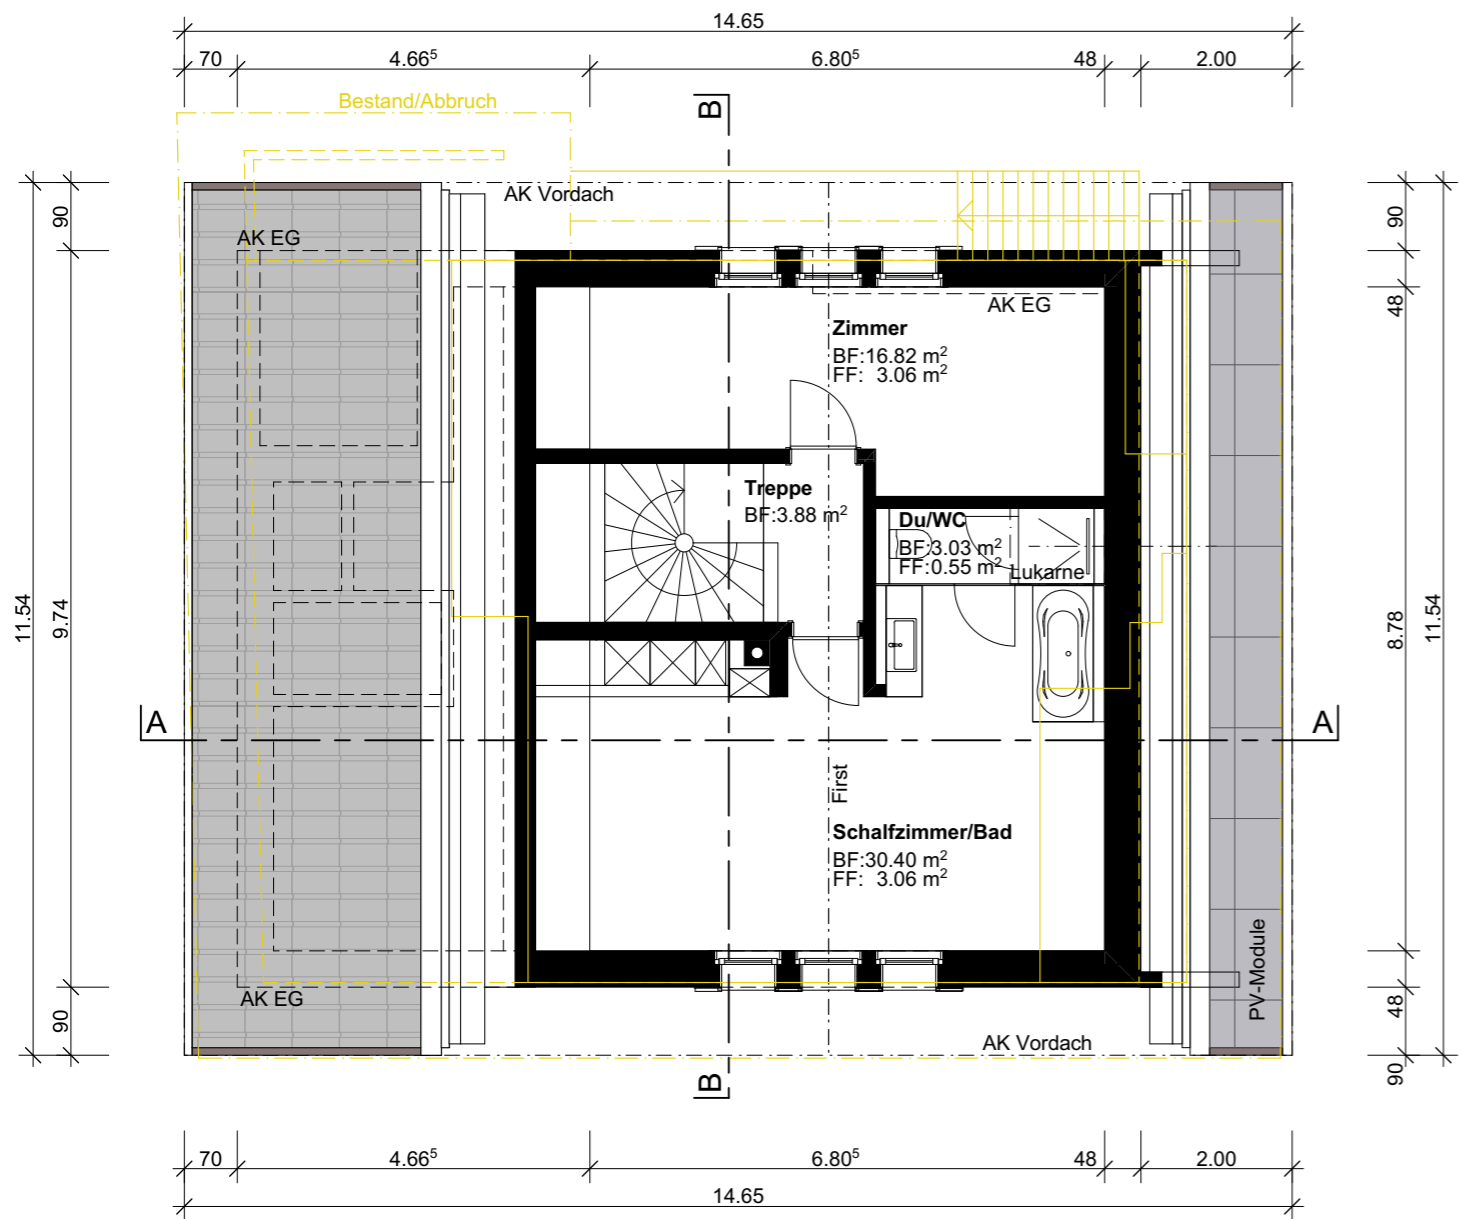 14.65
70 4.66⁵ 6.80⁵ 48 2.00
Bestand/Abbruch
B
AK Vordach
90
90
AK EG
AK EG
48
Zimmer
BF:16.82 m²
FF: 3.06 m²
Treppe
BF:3.88 m²
Du/WC
BF:3.03 m²
FF:0.55 m²
Lukarne
11.54
9.74
8.78
11.54
A
A
First
Schalfzimmer/Bad
BF:30.40 m²
FF: 3.06 m²
PV-Module
AK EG
48
90
AK Vordach
90
B
70 4.66⁵ 6.80⁵ 48 2.00
14.65